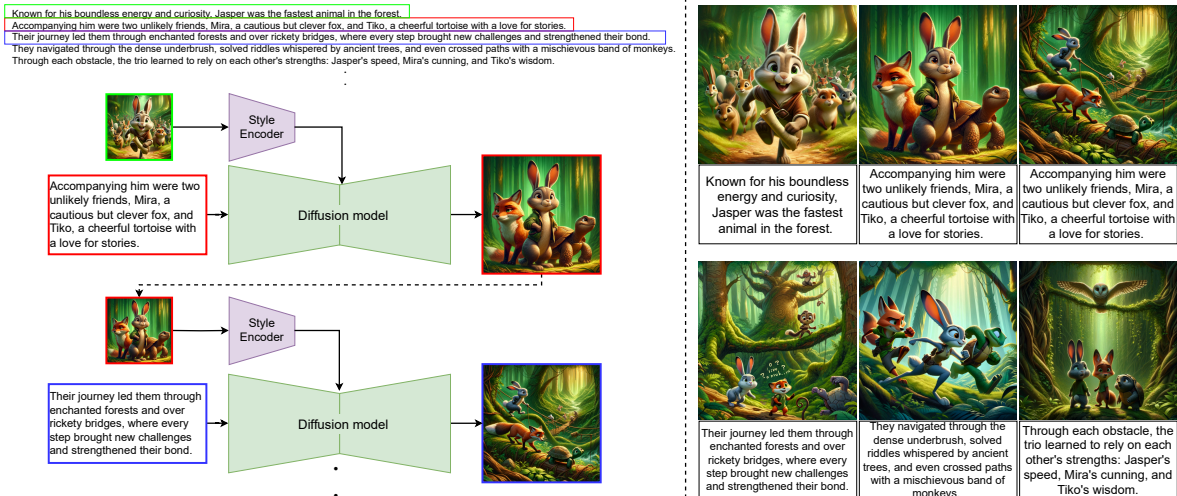 Known for his boundless energy and curiosity, Jasper was the fastest animal in the forest.
Accompanying him were two unlikely friends, Mira, a cautious but clever fox, and Tiko, a cheerful tortoise with a love for stories.
Their journey led them through enchanted forests and over rickety bridges, where every step brought new challenges and strengthened their bond.
They navigated through the dense underbrush, solved riddles whispered by ancient trees, and even crossed paths with a mischievous band of monkeys.
Through each obstacle, the trio learned to rely on each other's strengths: Jasper's speed, Mira's cunning, and Tiko's wisdom.
Style
Encoder
Accompanying him were two
unlikely friends, Mira, a
cautious but clever fox, and
Tiko, a cheerful tortoise with
a love for stories.
Diffusion model
Style
Encoder
Their journey led them through
enchanted forests and over
rickety bridges, where every
step brought new challenges
and strengthened their bond.
Diffusion model
Known for his boundless
energy and curiosity,
Jasper was the fastest
animal in the forest.
Accompanying him were
two unlikely friends, Mira, a
cautious but clever fox, and
Tiko, a cheerful tortoise with
a love for stories.
Accompanying him were
two unlikely friends, Mira, a
cautious but clever fox, and
Tiko, a cheerful tortoise with
a love for stories.
Their journey led them through
enchanted forests and over
rickety bridges, where every
step brought new challenges
and strengthened their bond.
They navigated through the
dense underbrush, solved
riddles whispered by ancient
trees, and even crossed paths
with a mischievous band of
monkeys
Through each obstacle, the
trio learned to rely on each
other's strengths: Jasper's
speed, Mira's cunning, and
Tiko's wisdom.